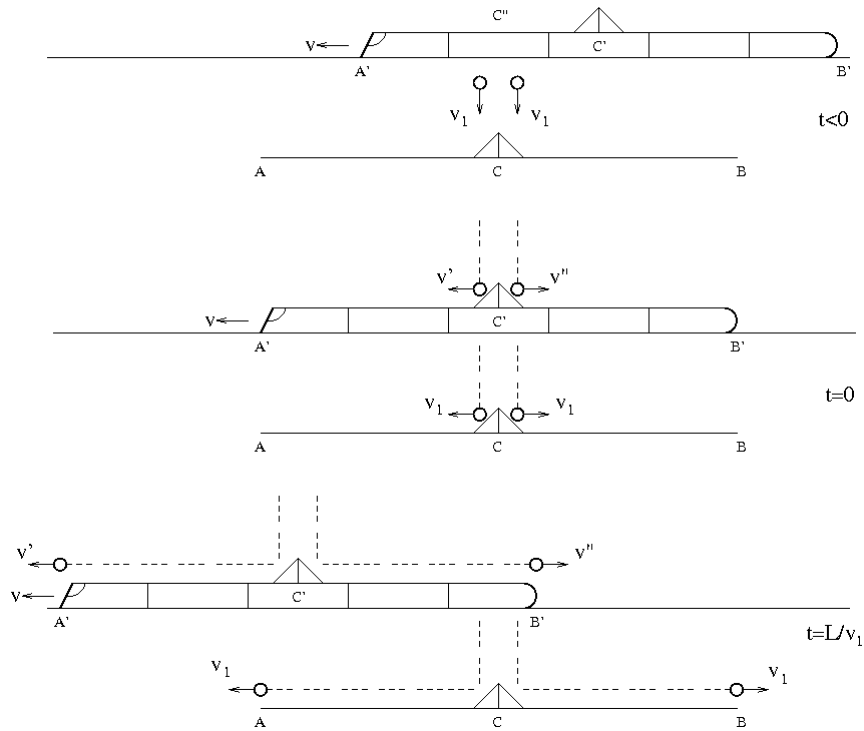 C"
v
C'
A'
B'
v₁ v₁
t<0
A C B
v' v"
v
C'
A' B'
t=0
v₁ v₁
A C B
v' v"
v
C'
A' B'
t=L/v₁
v₁ v₁
A C B